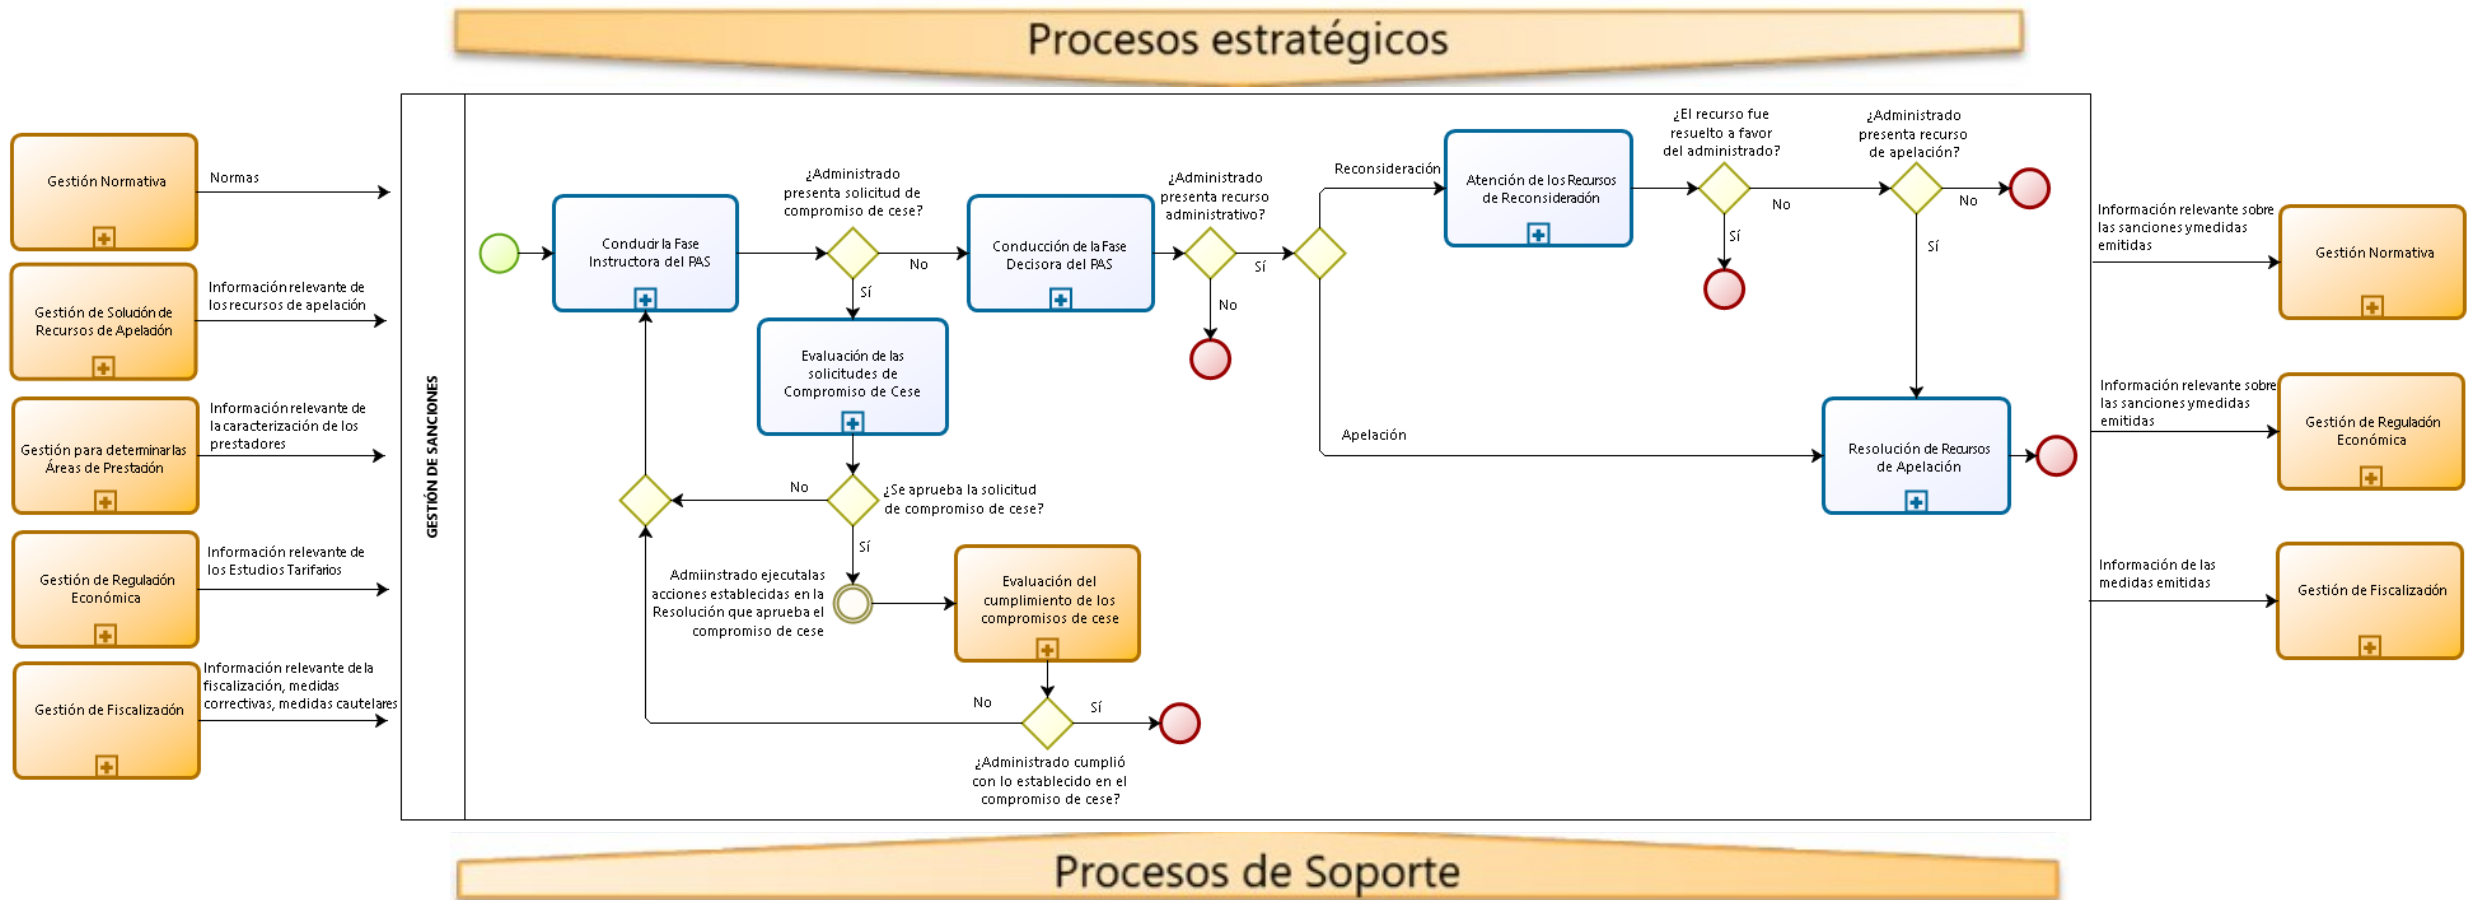 Procesos estratégicos
Gestión Normativa
Normas
Gestión de Solución de
Recursos de Apelación
Información relevante de
los recursos de apelación
Gestión para determinar las
Áreas de Prestación
Información relevante de
la caracterización de los
prestadores
Gestión de Regulación
Económica
Información relevante de
los Estudios Tarifarios
Gestión de Fiscalización
Información relevante de la
fiscalización, medidas
correctivas, medidas cautelares
GESTIÓN DE SANCIONES
Conducir la Fase
Instructora del PAS
¿Administrado
presenta solicitud de
compromiso de cese?
No
Sí
Evaluación de las
solicitudes de
Compromiso de Cese
¿Se aprueba la solicitud
de compromiso de cese?
No
Sí
Admiinstrado ejecuta las
acciones establecidas en la
Resolución que aprueba el
compromiso de cese
Evaluación del
cumplimiento de los
compromisos de cese
No
Sí
¿Administrado cumplió
con lo establecido en el
compromiso de cese?
Conducción de la Fase
Decisora del PAS
¿Administrado
presenta recurso
administrativo?
Sí
No
Reconsideración
Apelación
Atención de los Recursos
de Reconsideración
¿El recurso fue
resuelto a favor
del administrado?
No
Sí
¿Administrado
presenta recurso
de apelación?
No
Sí
Resolución de Recursos
de Apelación
Información relevante sobre
las sanciones y medidas
emitidas
Gestión Normativa
Información relevante sobre
las sanciones y medidas
emitidas
Gestión de Regulación
Económica
Información de las
medidas emitidas
Gestión de Fiscalización
Procesos de Soporte